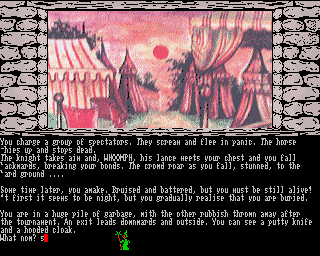 You charge a group of spectators. They scream and flee in panic. The horse
shies up and stops dead.
The knight takes aim and, WHOOMPH, his lance meets your chest and you fall
backwards, breaking your bonds. The crowd roar as you fall, stunned, to the
hard ground ....
Some time later, you awake. Bruised and battered, but you must be still alive!
At first it seems to be night, but you gradually realise that you are buried.
You are in a huge pile of garbage, with the other rubbish thrown away after
the tournament. An exit leads downwards and outside. You can see a putty knife
and a hooded cloak.
What now? s